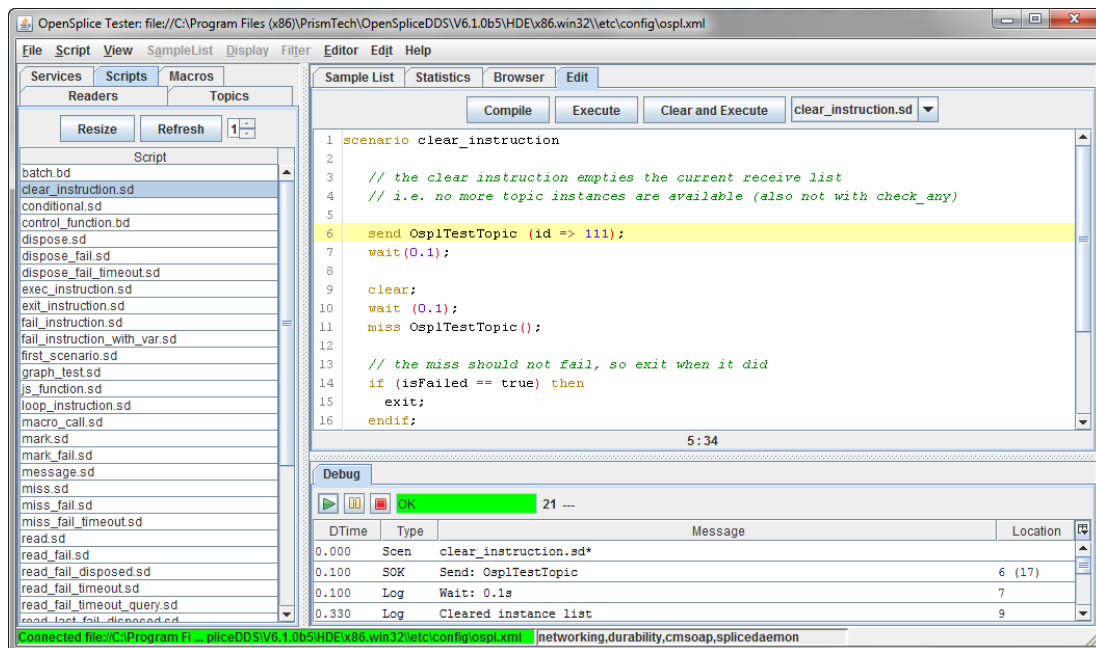 OpenSplice Tester: file://C:\Program Files (x86)\PrismTech\OpenSpliceDDS\V6.1.0b5\HDE\x86.win32\\etc\config\ospl.xml
File Script View SampleList Display Filter Editor Edit Help
Services Scripts Macros
Readers Topics
Resize Refresh 1
Script
batch.bd
clear_instruction.sd
conditional.sd
control_function.bd
dispose.sd
dispose_fail.sd
dispose_fail_timeout.sd
exec_instruction.sd
exit_instruction.sd
fail_instruction.sd
fail_instruction_with_var.sd
first_scenario.sd
graph_test.sd
js_function.sd
loop_instruction.sd
macro_call.sd
mark.sd
mark_fail.sd
message.sd
miss.sd
miss_fail.sd
miss_fail_timeout.sd
read.sd
read_fail.sd
read_fail_disposed.sd
read_fail_timeout.sd
read_fail_timeout_query.sd
read_last_fail_disposed.sd
Sample List Statistics Browser Edit
Compile Execute Clear and Execute clear_instruction.sd
1 scenario clear_instruction
2
3 // the clear instruction empties the current receive list
4 // i.e. no more topic instances are available (also not with check_any)
5
6 send OsplTestTopic (id => 111);
7 wait(0.1);
8
9 clear;
10 wait (0.1);
11 miss OsplTestTopic();
12
13 // the miss should not fail, so exit when it did
14 if (isFailed == true) then
15 exit;
16 endif;
5:34
Debug
OK 21 ---
DTime Type Message Location
0.000 Scen clear_instruction.sd*
0.100 SOK Send: OsplTestTopic 6 (17)
0.100 Log Wait: 0.1s 7
0.330 Log Cleared instance list 9
Connected file://C:\Program Fi ... pliceDDS\V6.1.0b5\HDE\x86.win32\\etc\config\ospl.xml networking,durability,cmsoap,splicedaemon